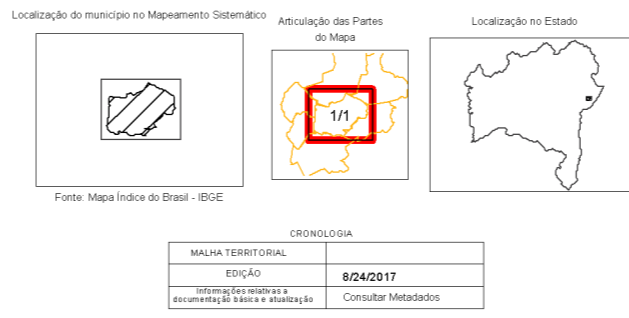 Localização do município no Mapeamento Sistemático
Articulação das Partes
do Mapa
Localização no Estado
1/1
Fonte: Mapa Índice do Brasil - IBGE
CRONOLOGIA
MALHA TERRITORIAL
EDIÇÃO 8/24/2017
Informações relativas a
documentação básica e atualização Consultar Metadados